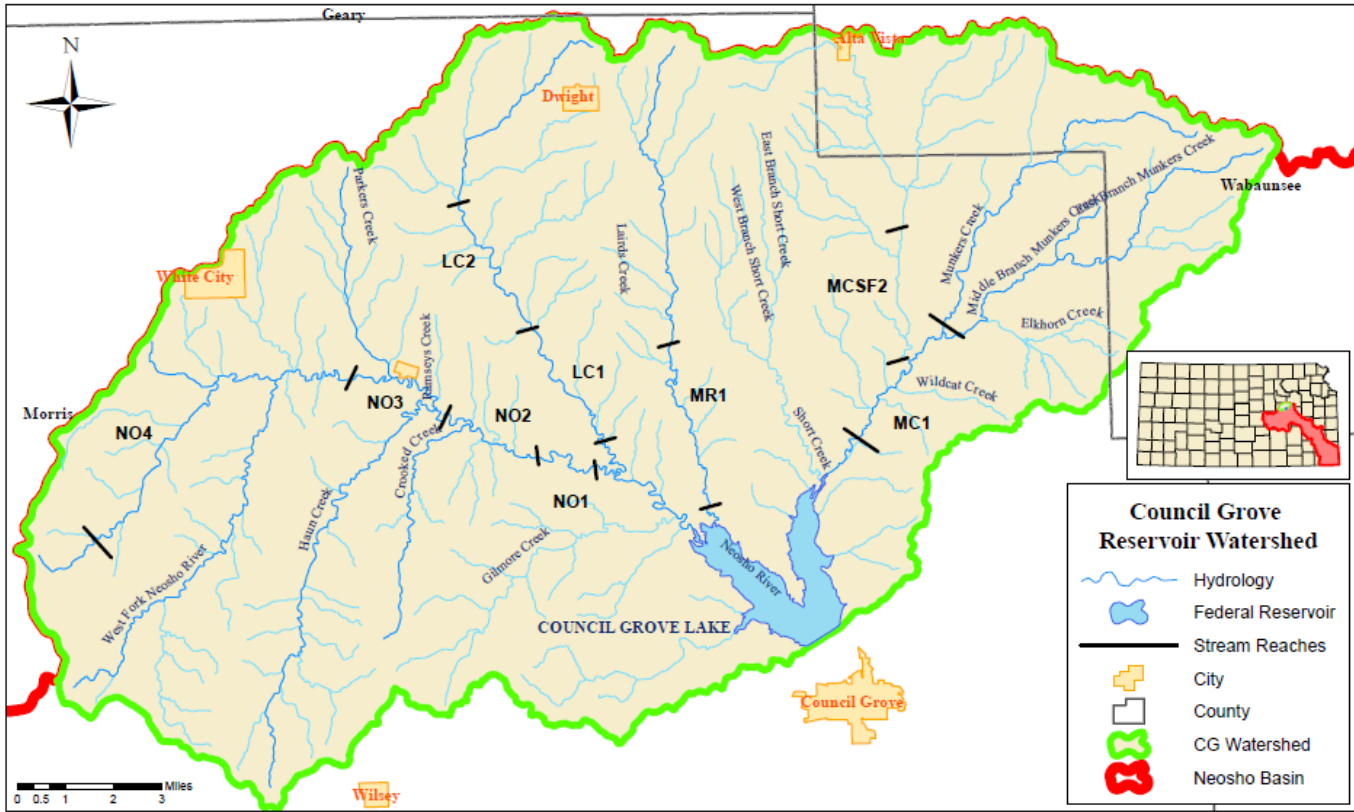 Geary
N
Alta Vista
Dwight
Parkers Creek
East Branch Short Creek
West Branch Short Creek
Lairds Creek
Munkers Creek
Middle Branch Munkers Creek
Branch Munkers Creek
Wabaunsee
White City
LC2
MCSF2
Elkhorn Creek
Ramseys Creek
LC1
MR1
Wildcat Creek
Morris
NO4
NO3
NO2
MC1
Short Creek
Crooked Creek
NO1
Haun Creek
Gilmore Creek
West Fork Neosho River
Neosho River
COUNCIL GROVE LAKE
Council Grove
Wilsey
0 0.5 1 2 3 Miles
Council Grove
Reservoir Watershed
Hydrology
Federal Reservoir
Stream Reaches
City
County
CG Watershed
Neosho Basin